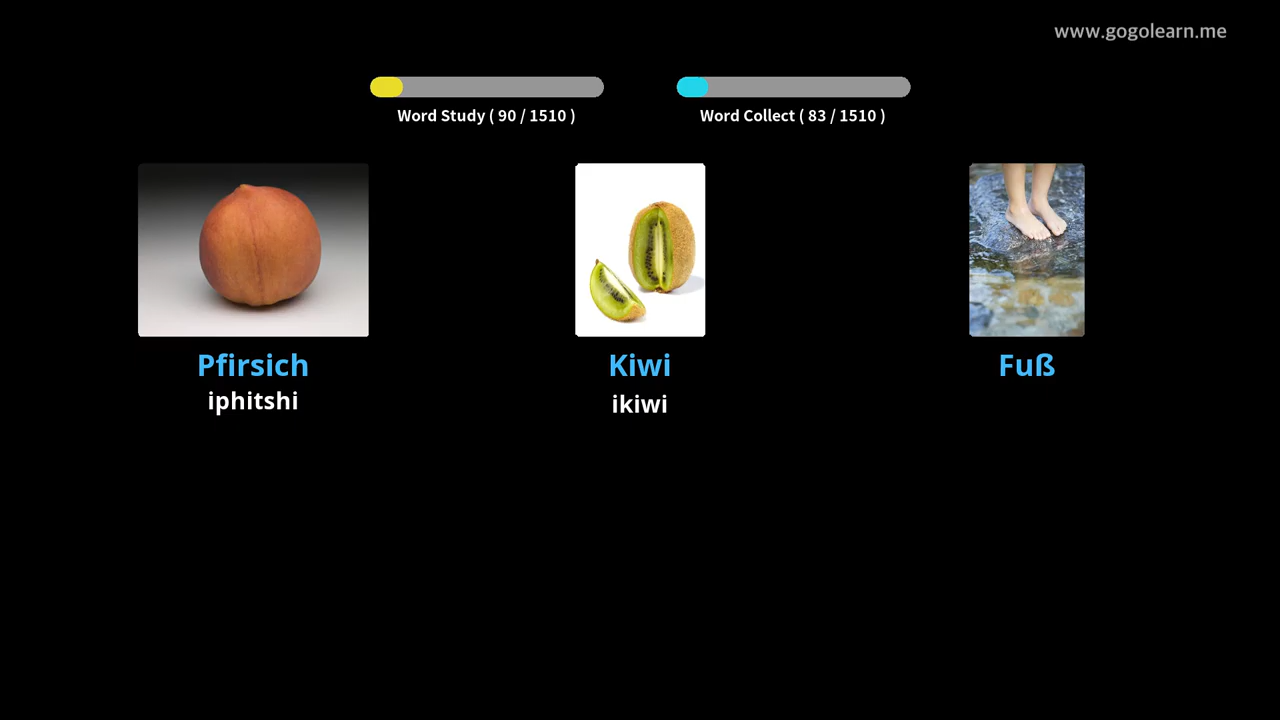 www.gogolearn.me
Word Study ( 90 / 1510 )
Word Collect ( 83 / 1510 )
Pfirsich
iphitshi
Kiwi
ikiwi
Fuß